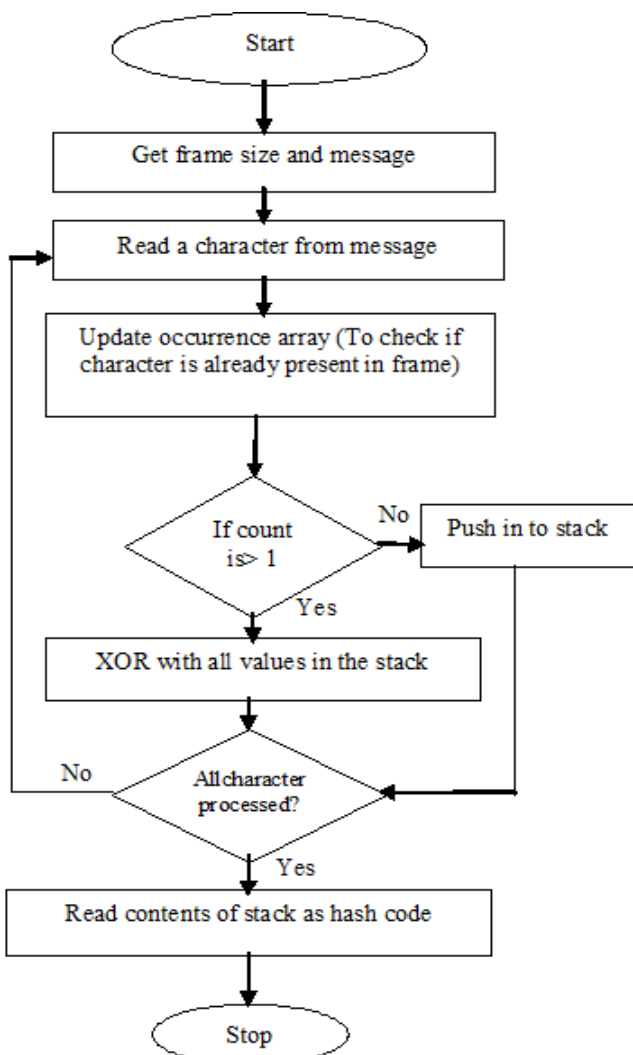 Start
Get frame size and message
Read a character from message
Update occurrence array (To check if
character is already present in frame)
If count
is> 1
No
Push in to stack
Yes
XOR with all values in the stack
All character
processed?
No
Yes
Read contents of stack as hash code
Stop